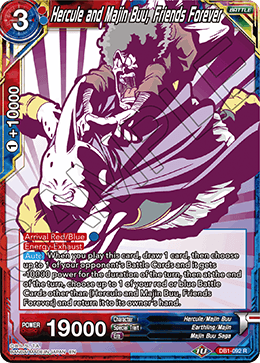 3
Hercule and Majin Buu, Friends Forever
BATTLE
1 +10000
Arrival Red/Blue
Energy-Exhaust
Auto When you play this card, draw 1 card, then choose
up to 1 of your opponent's Battle Cards and it gets
-10000 power for the duration of the turn, then at the end
of the turn, choose up to 1 of your red or blue Battle
Cards other than {Hercule and Majin Buu, Friends
Forever} and return it to its owner's hand.
POWER 19000
Character Hercule/Majin Buu
Special Trait Earthling/Majin
Era Majin Buu Saga
DB1-092 R